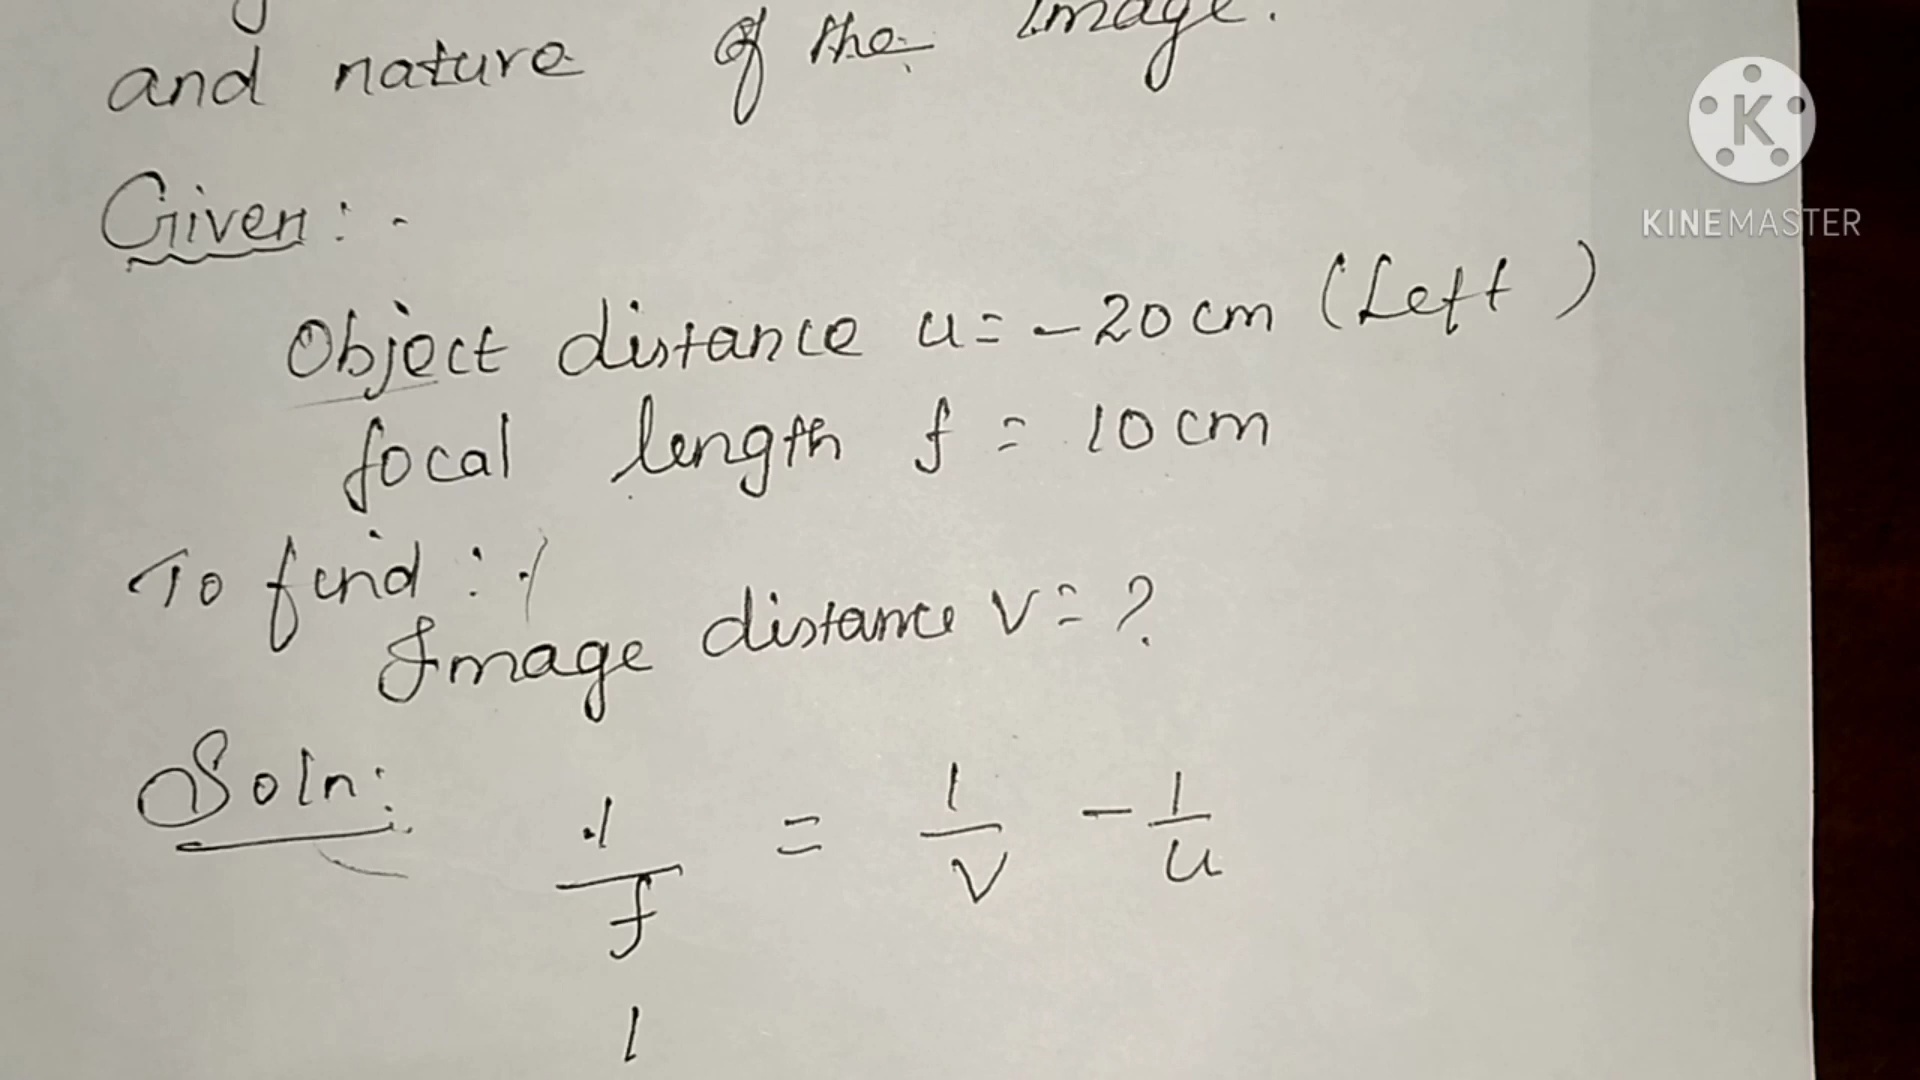 and nature of the image.
Given:-
Object distance u = -20 cm (Left)
focal length f = 10 cm
To find:
Image distance v = ?
Soln:
1/f = 1/v - 1/u
1
K
KINEMASTER